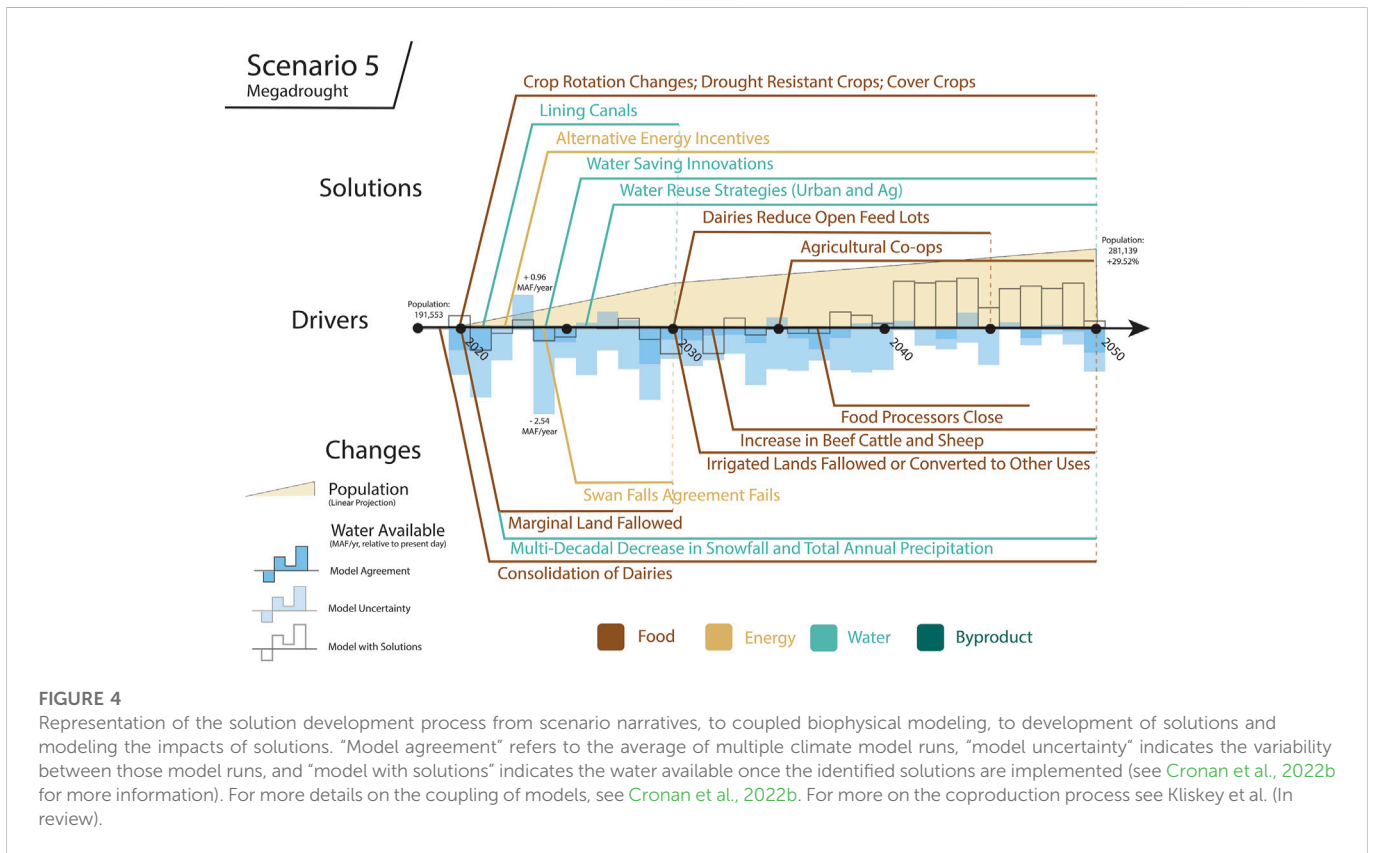 Scenario 5
Megadrought
Crop Rotation Changes; Drought Resistant Crops; Cover Crops
Lining Canals
Alternative Energy Incentives
Water Saving Innovations
Solutions
Water Reuse Strategies (Urban and Ag)
Dairies Reduce Open Feed Lots
Agricultural Co-ops
Population:
281,139
+29.52%
+ 0.96
MAF/year
Population:
191,553
Drivers
2020
2030
2040
2050
- 2.54
MAF/year
Food Processors Close
Increase in Beef Cattle and Sheep
Irrigated Lands Fallowed or Converted to Other Uses
Changes
Swan Falls Agreement Fails
Marginal Land Fallowed
Multi-Decadal Decrease in Snowfall and Total Annual Precipitation
Consolidation of Dairies
Population
(Linear Projection)
Water Available
(MAF/yr, relative to present day)
Model Agreement
Model Uncertainty
Model with Solutions
Food
Energy
Water
Byproduct
FIGURE 4
Representation of the solution development process from scenario narratives, to coupled biophysical modeling, to development of solutions and
modeling the impacts of solutions. “Model agreement” refers to the average of multiple climate model runs, “model uncertainty” indicates the variability
between those model runs, and “model with solutions” indicates the water available once the identified solutions are implemented (see Cronan et al., 2022b
for more information). For more details on the coupling of models, see Cronan et al., 2022b. For more on the coproduction process see Kliskey et al. (In
review).